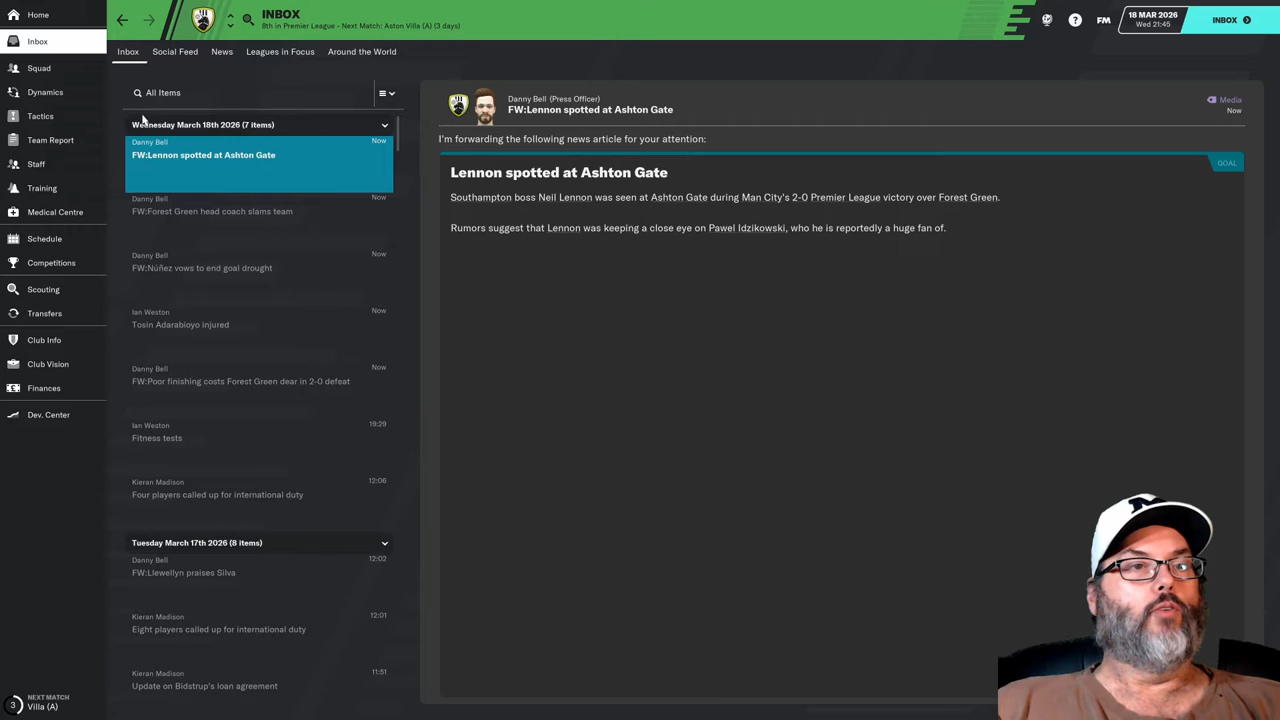 Home
Inbox
Squad
Dynamics
Tactics
Team Report
Staff
Training
Medical Centre
Schedule
Competitions
Scouting
Transfers
Club Info
Club Vision
Finances
Dev. Center
3
NEXT MATCH
Villa (A)
INBOX
8th in Premier League - Next Match: Aston Villa (A) (3 days)
?
FM
18 MAR 2026
Wed 21:45
INBOX
Inbox
Social Feed
News
Leagues in Focus
Around the World
All Items
Wednesday March 18th 2026 (7 items)
Danny Bell
Now
FW:Lennon spotted at Ashton Gate
Danny Bell
Now
FW:Forest Green head coach slams team
Danny Bell
Now
FW:Núñez vows to end goal drought
Ian Weston
Now
Tosin Adarabioyo injured
Danny Bell
Now
FW:Poor finishing costs Forest Green dear in 2-0 defeat
Ian Weston
19:29
Fitness tests
Kieran Madison
12:06
Four players called up for international duty
Tuesday March 17th 2026 (8 items)
Danny Bell
12:02
FW:Llewellyn praises Silva
Kieran Madison
12:01
Eight players called up for international duty
Kieran Madison
11:51
Update on Bidstrup's loan agreement
Danny Bell (Press Officer)
FW:Lennon spotted at Ashton Gate
Media
Now
I'm forwarding the following news article for your attention:
GOAL
Lennon spotted at Ashton Gate
Southampton boss Neil Lennon was seen at Ashton Gate during Man City's 2-0 Premier League victory over Forest Green.
Rumors suggest that Lennon was keeping a close eye on Pawel Idzikowski, who he is reportedly a huge fan of.